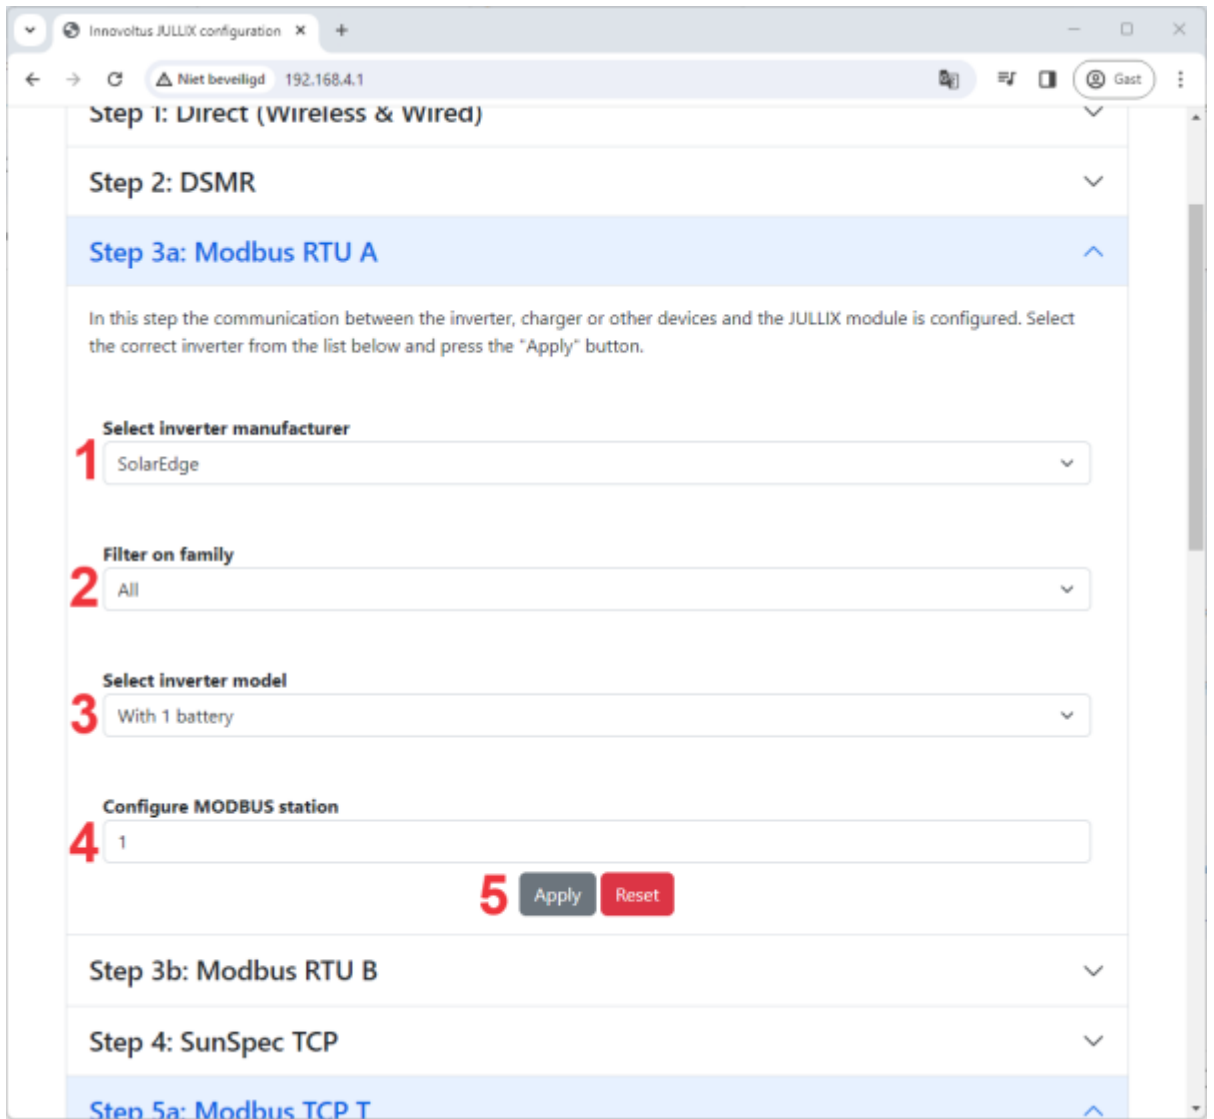 Innovoltus JULLIX configuration
Niet beveiligd 192.168.4.1 Gast
Step 1: Direct (Wireless & Wired)
Step 2: DSMR
Step 3a: Modbus RTU A
In this step the communication between the inverter, charger or other devices and the JULLIX module is configured. Select
the correct inverter from the list below and press the "Apply" button.
Select inverter manufacturer
1 SolarEdge
Filter on family
2 All
Select inverter model
3 With 1 battery
Configure MODBUS station
4 1
5 Apply Reset
Step 3b: Modbus RTU B
Step 4: SunSpec TCP
Step 5a: Modbus TCP T